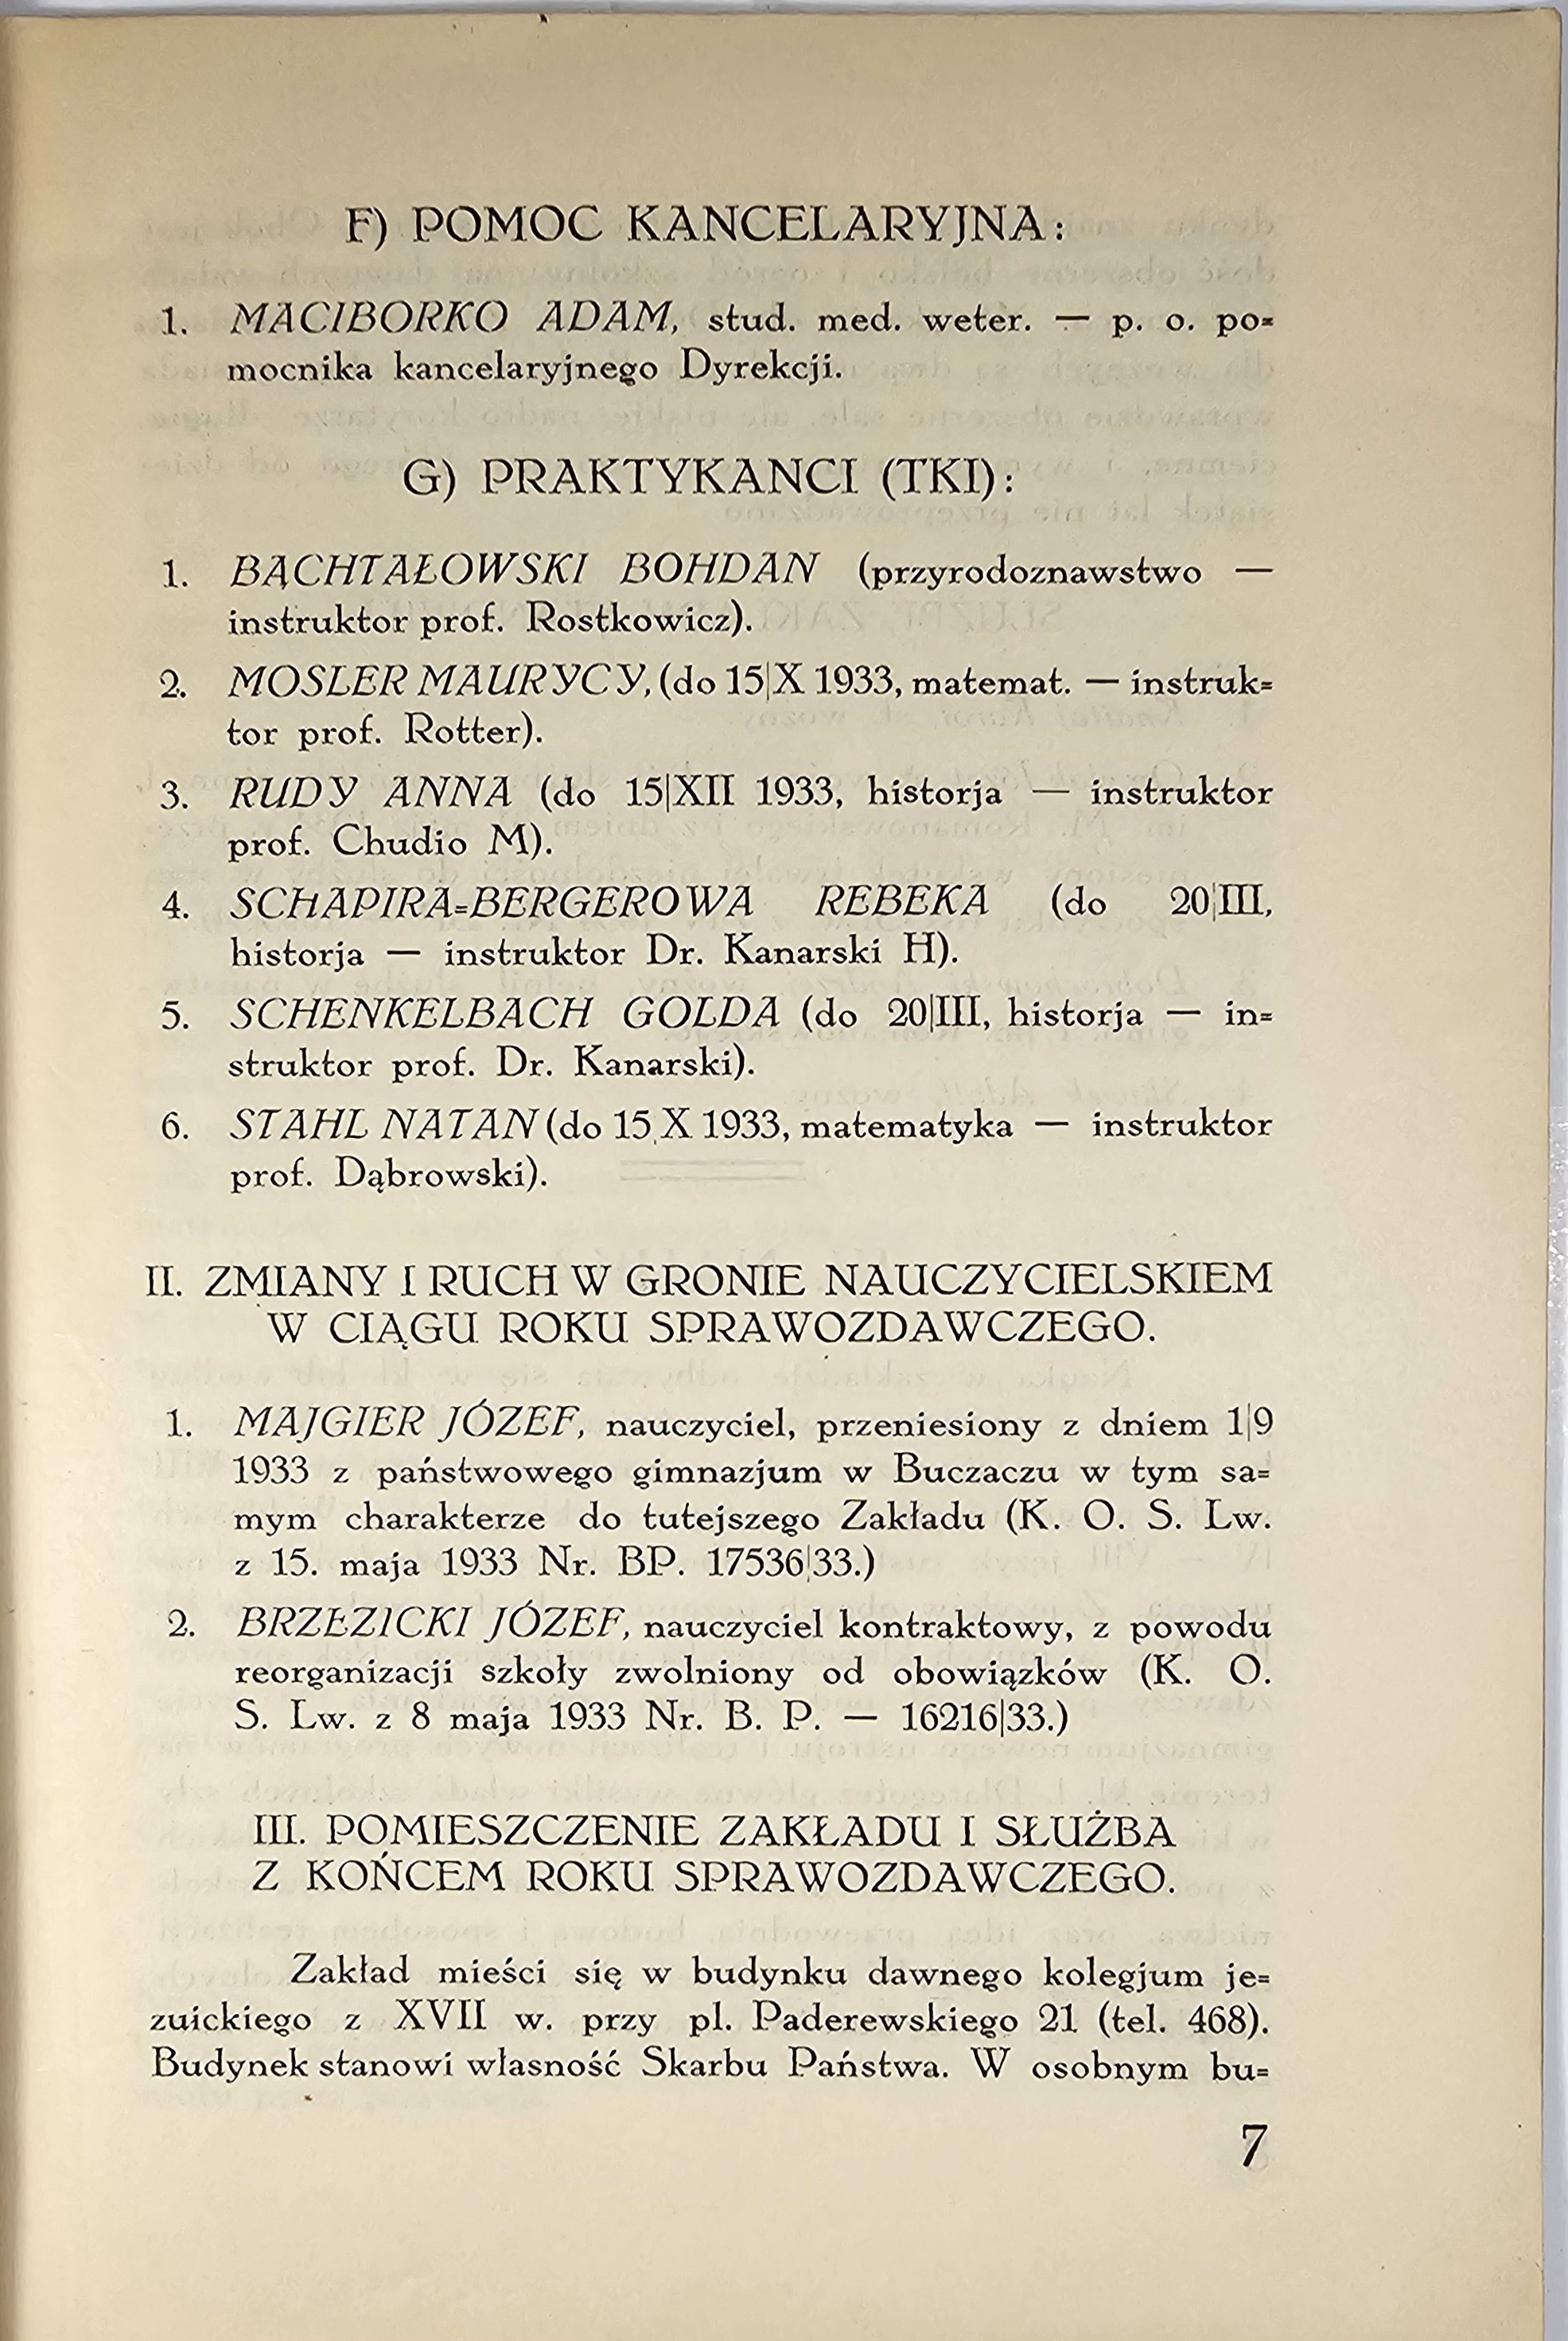 F) POMOC KANCELARYJNA:
1. MACIBORKO ADAM, stud. med. weter. — p. o. po=
mocnika kancelaryjnego Dyrekcji.
G) PRAKTYKANCI (TKI):
1. BĄCHTAŁOWSKI BOHDAN (przyrodoznawstwo —
instruktor prof. Rostkowicz).
2. MOSLER MAURYCY, (do 15|X 1933, matemat. — instruk=
tor prof. Rotter).
3. RUDY ANNA (do 15|XII 1933, historja — instruktor
prof. Chudio M).
4. SCHAPIRA=BERGEROWA REBEKA (do 20|III,
historja — instruktor Dr. Kanarski H).
5. SCHENKELBACH GOLDA (do 20|III, historja — in=
struktor prof. Dr. Kanarski).
6. STAHL NATAN (do 15|X 1933, matematyka — instruktor
prof. Dąbrowski).
II. ZMIANY I RUCH W GRONIE NAUCZYCIELSKIEM
W CIĄGU ROKU SPRAWOZDAWCZEGO.
1. MAJGIER JÓZEF, nauczyciel, przeniesiony z dniem 1|9
1933 z państwowego gimnazjum w Buczaczu w tym sa=
mym charakterze do tutejszego Zakładu (K. O. S. Lw.
z 15. maja 1933 Nr. BP. 17536|33.)
2. BRZEZICKI JÓZEF, nauczyciel kontraktowy, z powodu
reorganizacji szkoły zwolniony od obowiązków (K. O.
S. Lw. z 8 maja 1933 Nr. B. P. — 16216|33.)
III. POMIESZCZENIE ZAKŁADU I SŁUŻBA
Z KOŃCEM ROKU SPRAWOZDAWCZEGO.
Zakład mieści się w budynku dawnego kolegjum je=
zuickiego z XVII w. przy pl. Paderewskiego 21 (tel. 468).
Budynek stanowi własność Skarbu Państwa. W osobnym bu=
7